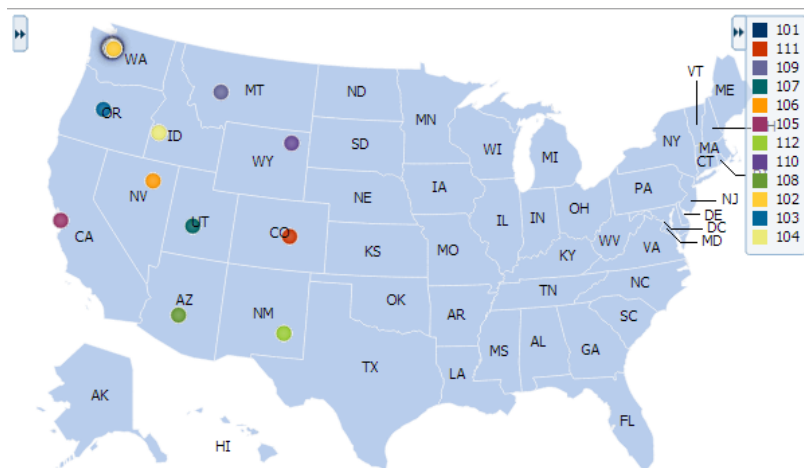 WA
MT
ND
MN
VT
ME
OR
ID
WY
SD
WI
MI
NY
MA
CT
NV
UT
CO
NE
IA
IL
IN
OH
PA
NJ
DE
DC
MD
CA
KS
MO
KY
WV
VA
AZ
NM
OK
AR
TN
NC
SC
TX
LA
MS
AL
GA
FL
AK
HI
101
111
109
107
106
105
112
110
108
102
103
104